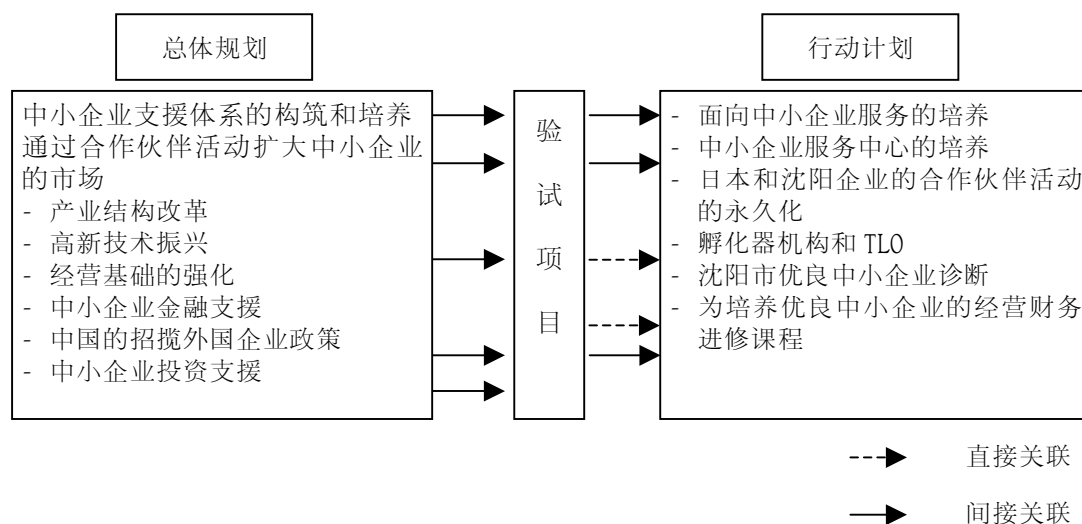 总体规划
行动计划
中小企业支援体系的构筑和培养
通过合作伙伴活动扩大中小企业
的市场
- 产业结构改革
- 高新技术振兴
- 经营基础的强化
- 中小企业金融支援
- 中国的招揽外国企业政策
- 中小企业投资支援
验
试
项
目
- 面向中小企业服务的培养
- 中小企业服务中心的培养
- 日本和沈阳企业的合作伙伴活动
的永久化
- 孵化器机构和 TLO
- 沈阳市优良中小企业诊断
- 为培养优良中小企业的经营财务
进修课程
直接关联
间接关联